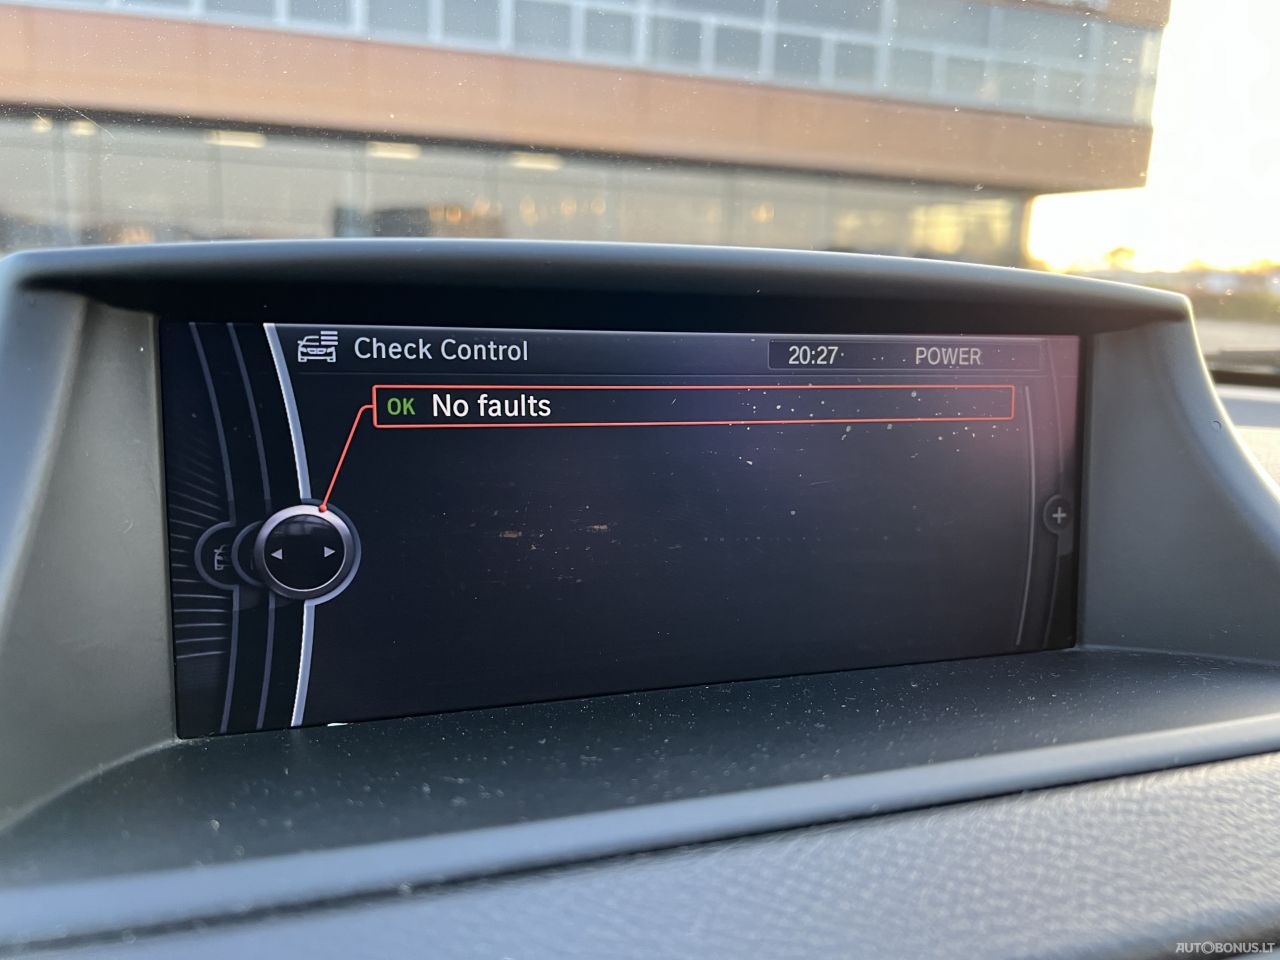 Check Control
20:27
POWER
OK No faults
AUTOBONUS.LT